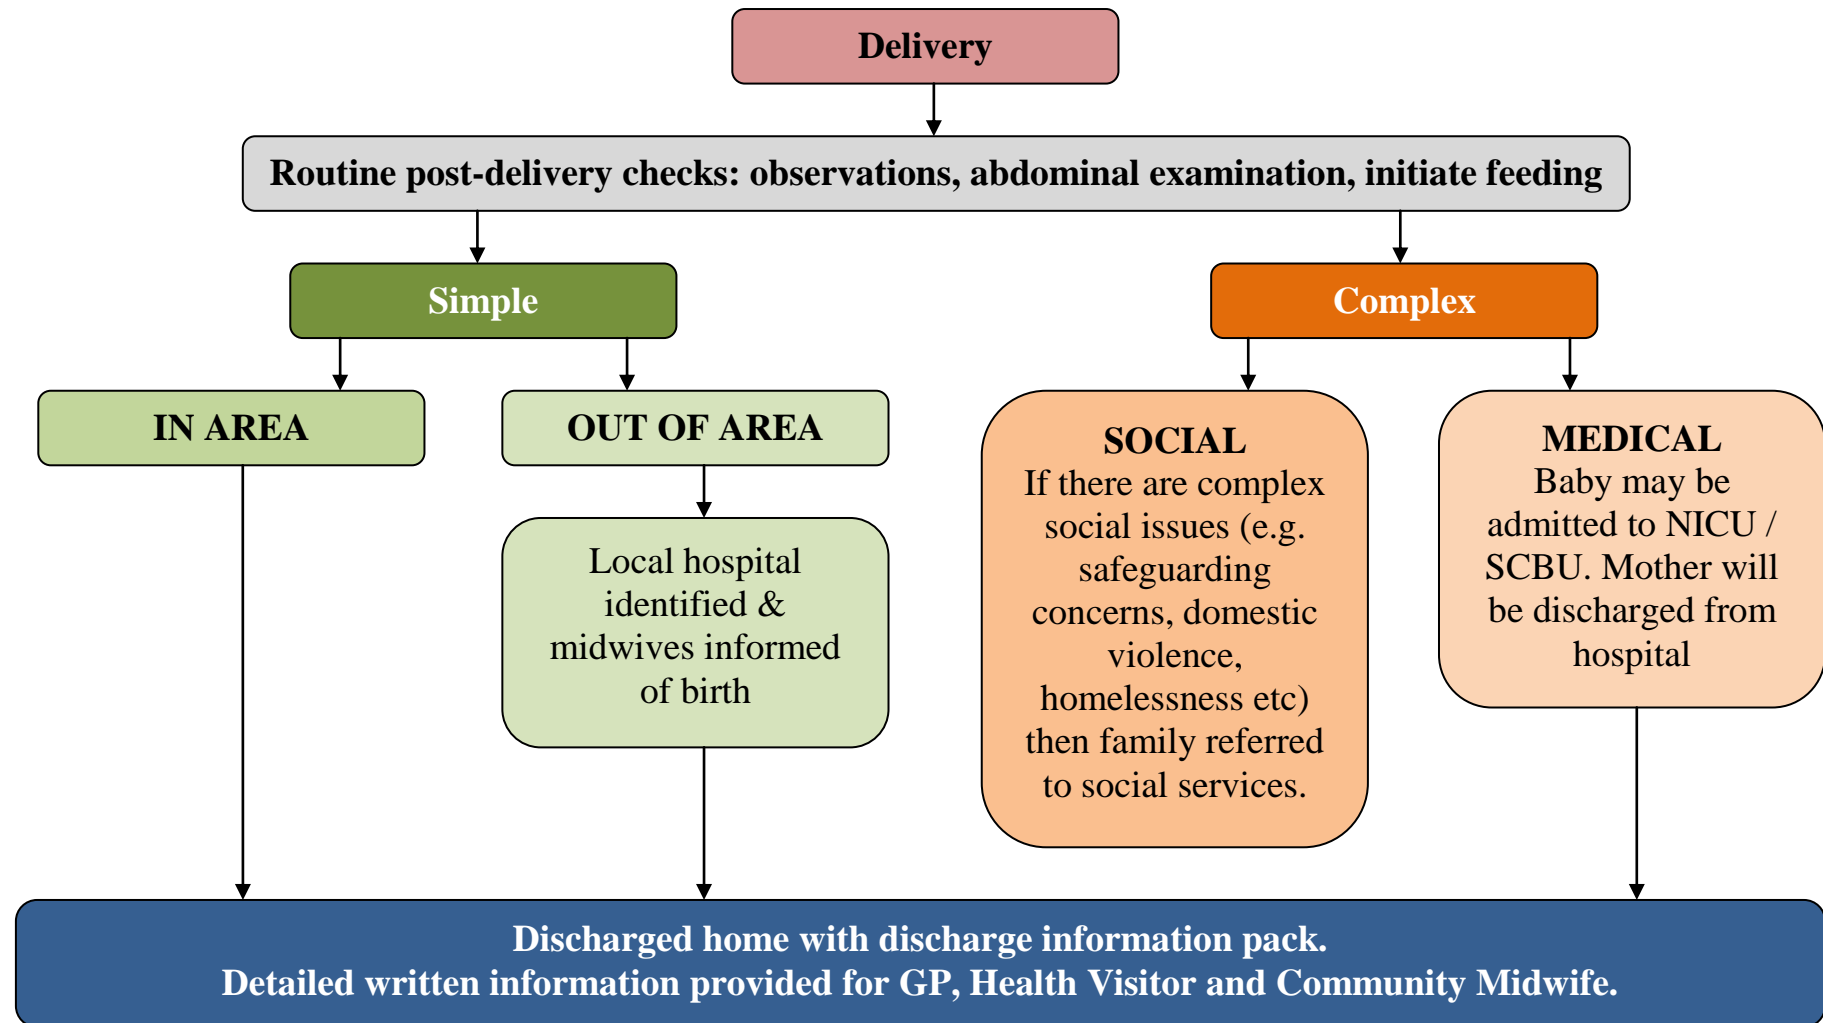 Delivery
Routine post-delivery checks: observations, abdominal examination, initiate feeding
Simple
Complex
IN AREA
OUT OF AREA
Local hospital
identified &
midwives informed
of birth
SOCIAL
If there are complex
social issues (e.g.
safeguarding
concerns, domestic
violence,
homelessness etc)
then family referred
to social services.
MEDICAL
Baby may be
admitted to NICU /
SCBU. Mother will
be discharged from
hospital
Discharged home with discharge information pack.
Detailed written information provided for GP, Health Visitor and Community Midwife.